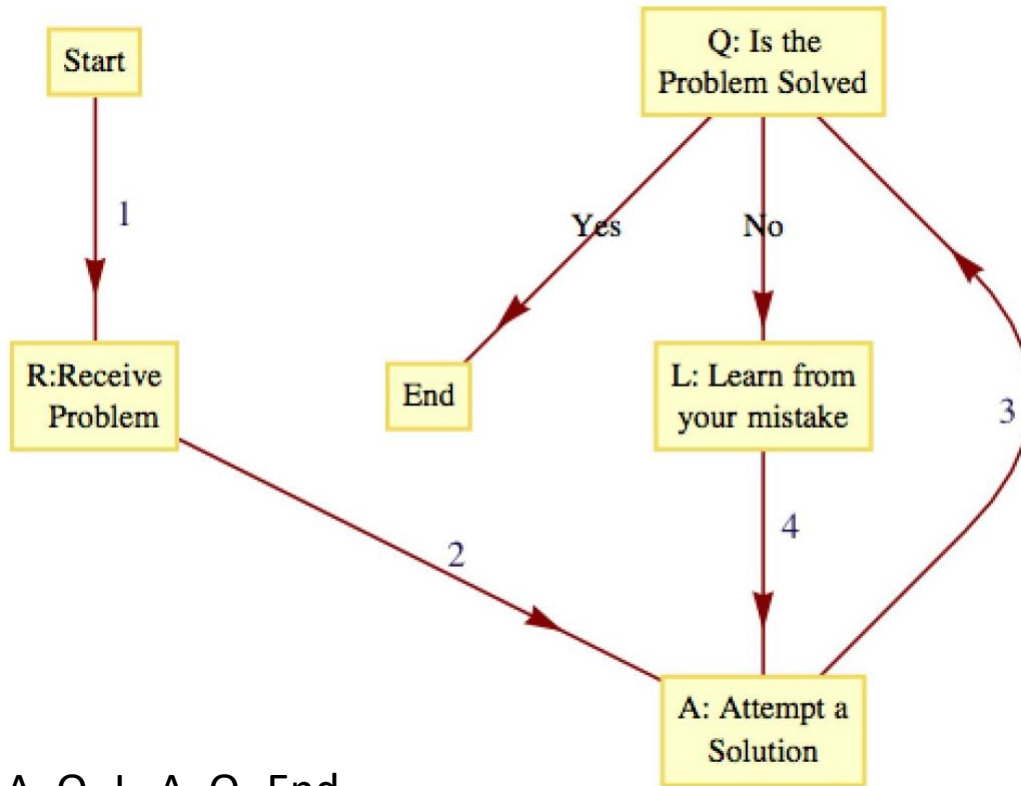 Start
1
R:Receive
Problem
2
Q: Is the
Problem Solved
Yes
No
End
L: Learn from
your mistake
3
4
A: Attempt a
Solution
A Q L A Q End